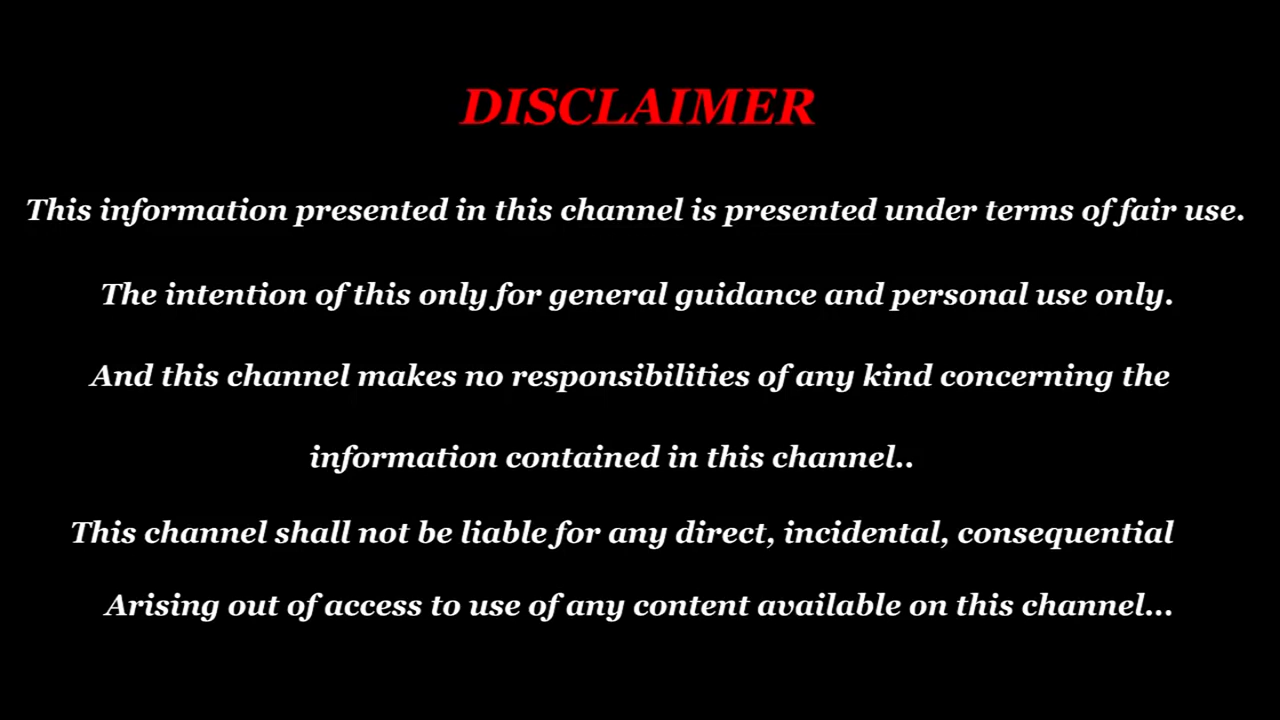 DISCLAIMER
This information presented in this channel is presented under terms of fair use.
The intention of this only for general guidance and personal use only.
And this channel makes no responsibilities of any kind concerning the
information contained in this channel..
This channel shall not be liable for any direct, incidental, consequential
Arising out of access to use of any content available on this channel...